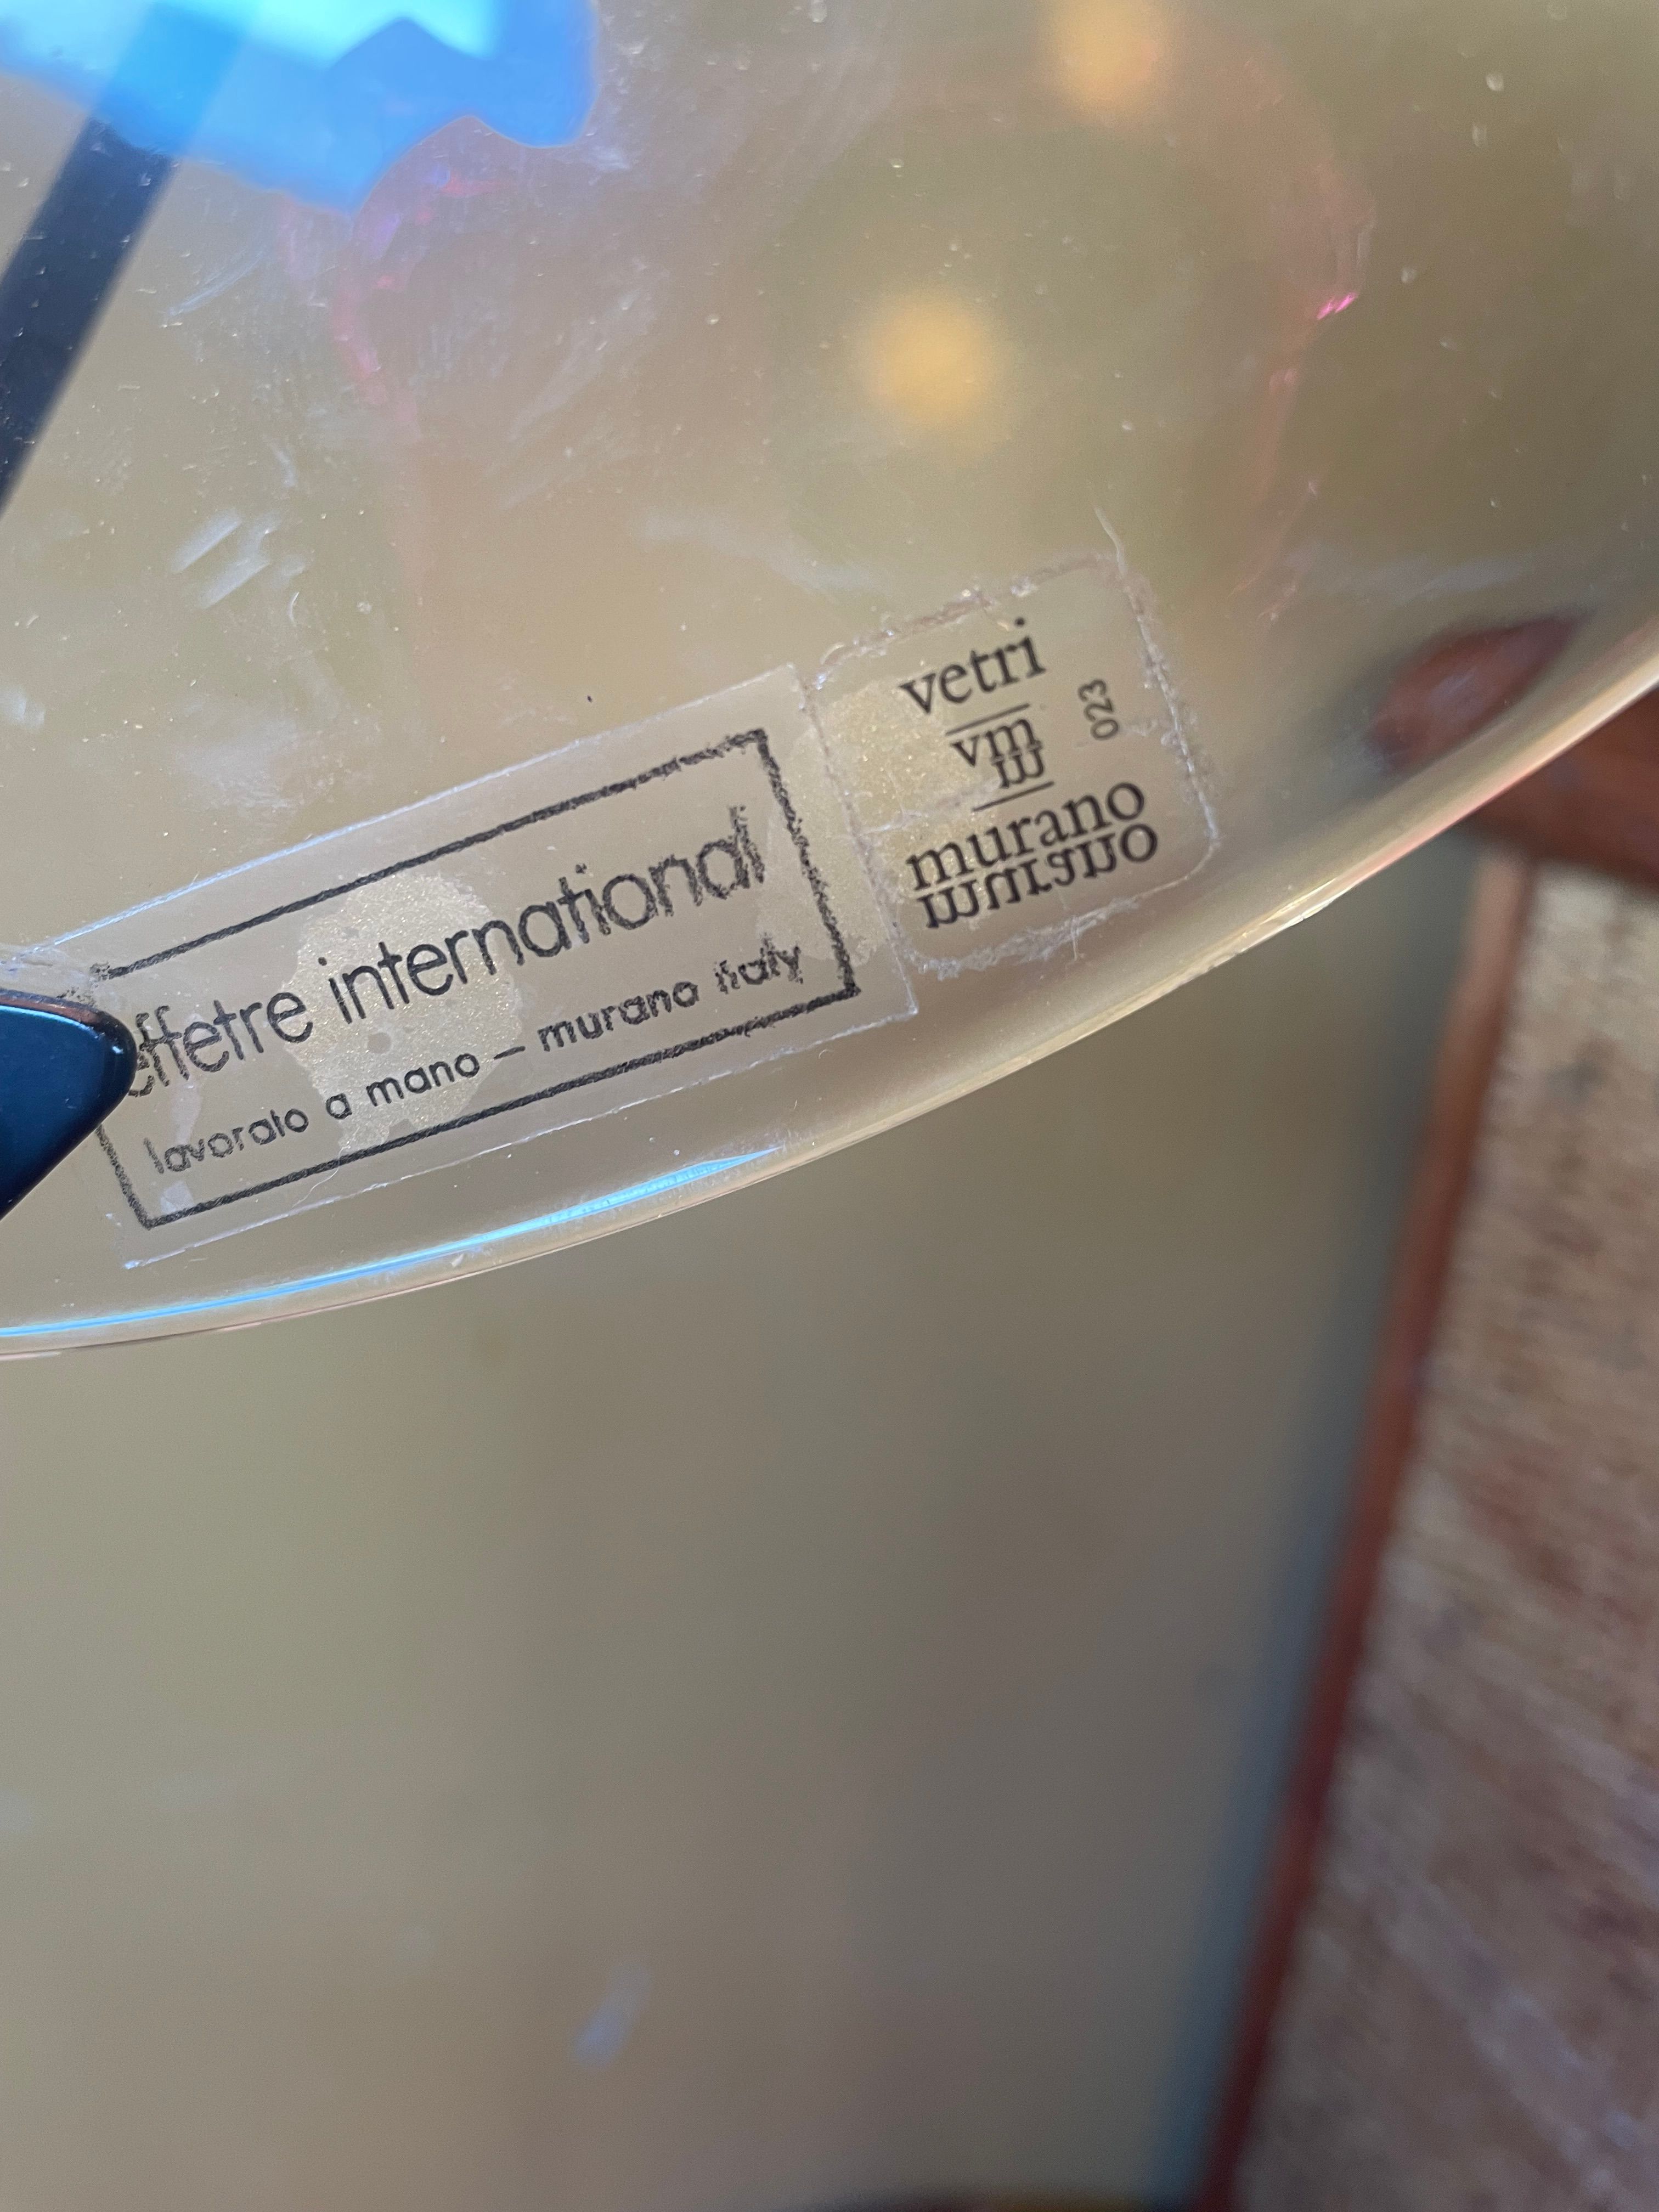 effetre international
lavorato a mano – murano italy
vetri
vm
murano
023